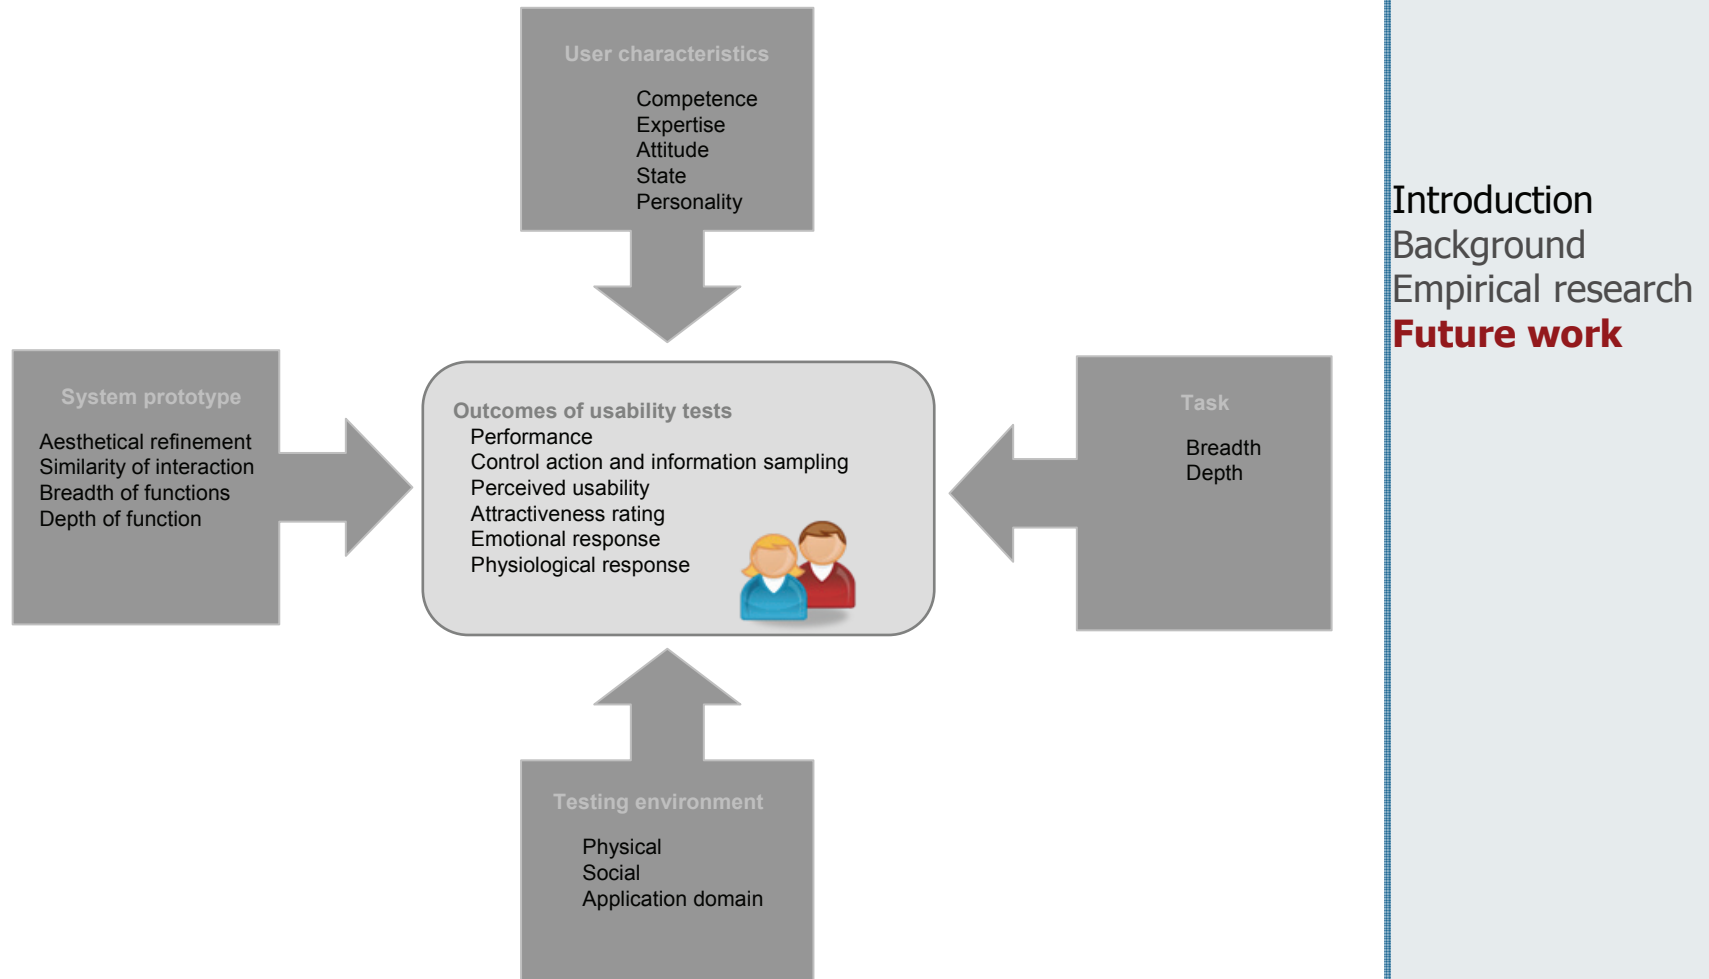 User characteristics
Competence
Expertise
Attitude
State
Personality
System prototype
Aesthetical refinement
Similarity of interaction
Breadth of functions
Depth of function
Outcomes of usability tests
Performance
Control action and information sampling
Perceived usability
Attractiveness rating
Emotional response
Physiological response
Task
Breadth
Depth
Testing environment
Physical
Social
Application domain
Introduction
Background
Empirical research
Future work